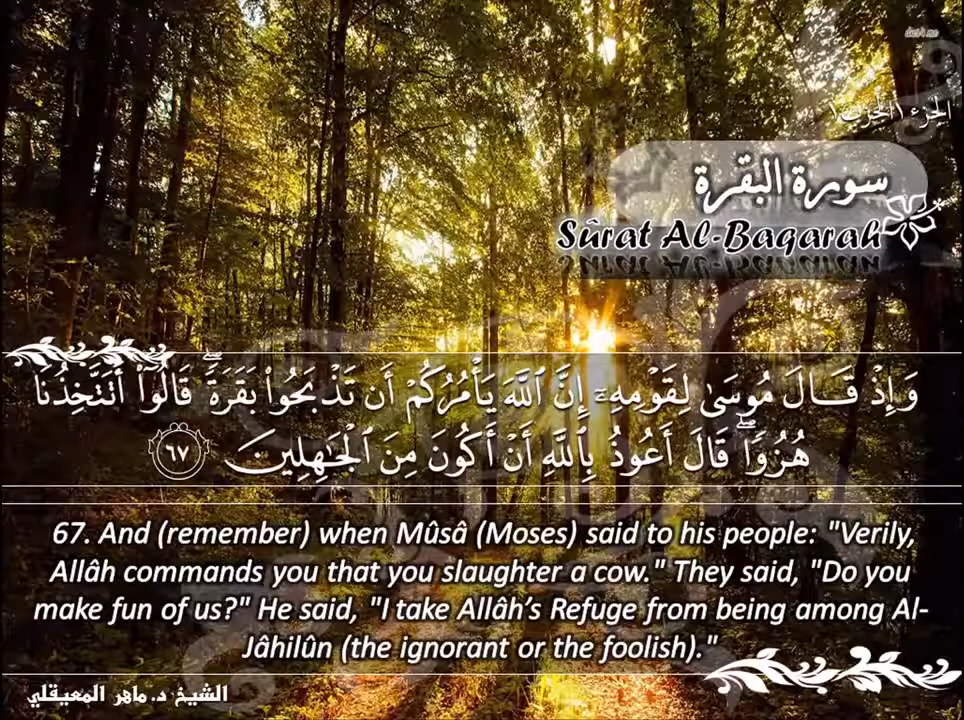 الجزء ١ الحزب ١
سورة البقرة
Sûrat Al-Baqarah
وَإِذْ قَالَ مُوسَىٰ لِقَوْمِهِۦٓ إِنَّ ٱللَّهَ يَأْمُرُكُمْ أَن تَذْبَحُوا۟ بَقَرَةًۖ قَالُوٓا۟ أَتَتَّخِذُنَا
هُزُوًاۖ قَالَ أَعُوذُ بِٱللَّهِ أَنْ أَكُونَ مِنَ ٱلْجَٰهِلِينَ ٦٧
67. And (remember) when Mûsâ (Moses) said to his people: "Verily,
Allâh commands you that you slaughter a cow." They said, "Do you
make fun of us?" He said, "I take Allâh’s Refuge from being among Al-
Jâhilûn (the ignorant or the foolish)."
الشيخ د. ماهر المعيقلي